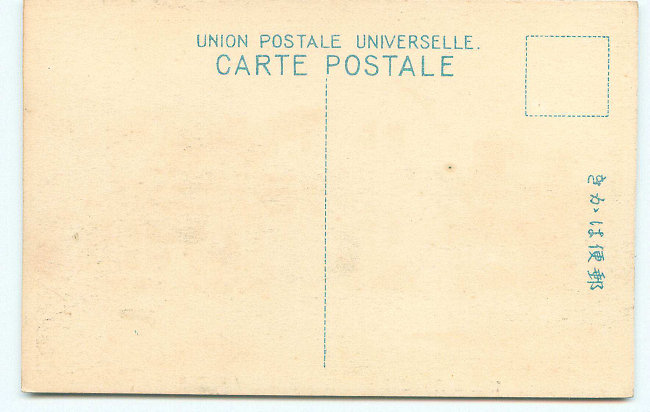 UNION POSTALE UNIVERSELLE.
CARTE POSTALE
きかは便郵